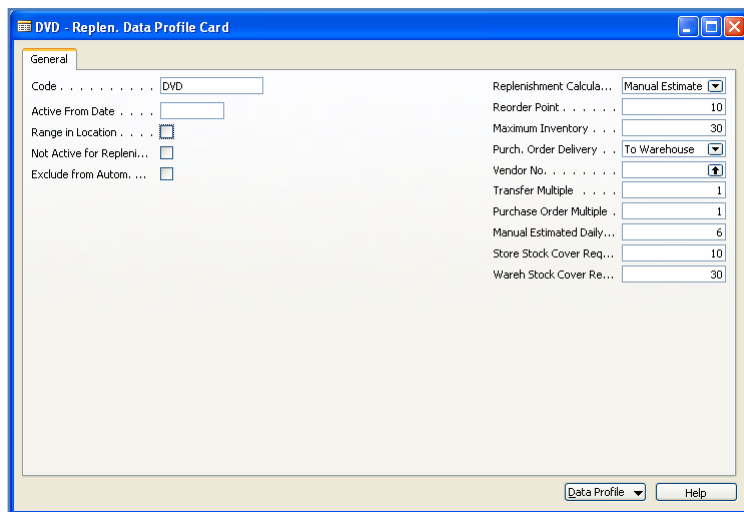 DVD - Replen. Data Profile Card
General
Code . . . . . . . . . . DVD
Active From Date . . . .
Range in Location . . . .
Not Active for Repleni...
Exclude from Autom. ...
Replenishment Calcula... Manual Estimate
Reorder Point . . . . . . 10
Maximum Inventory . . . 30
Purch. Order Delivery . . To Warehouse
Vendor No. . . . . . . . .
Transfer Multiple . . . . 1
Purchase Order Multiple . 1
Manual Estimated Daily... 6
Store Stock Cover Req... 10
Wareh Stock Cover Re... 30
Data Profile
Help